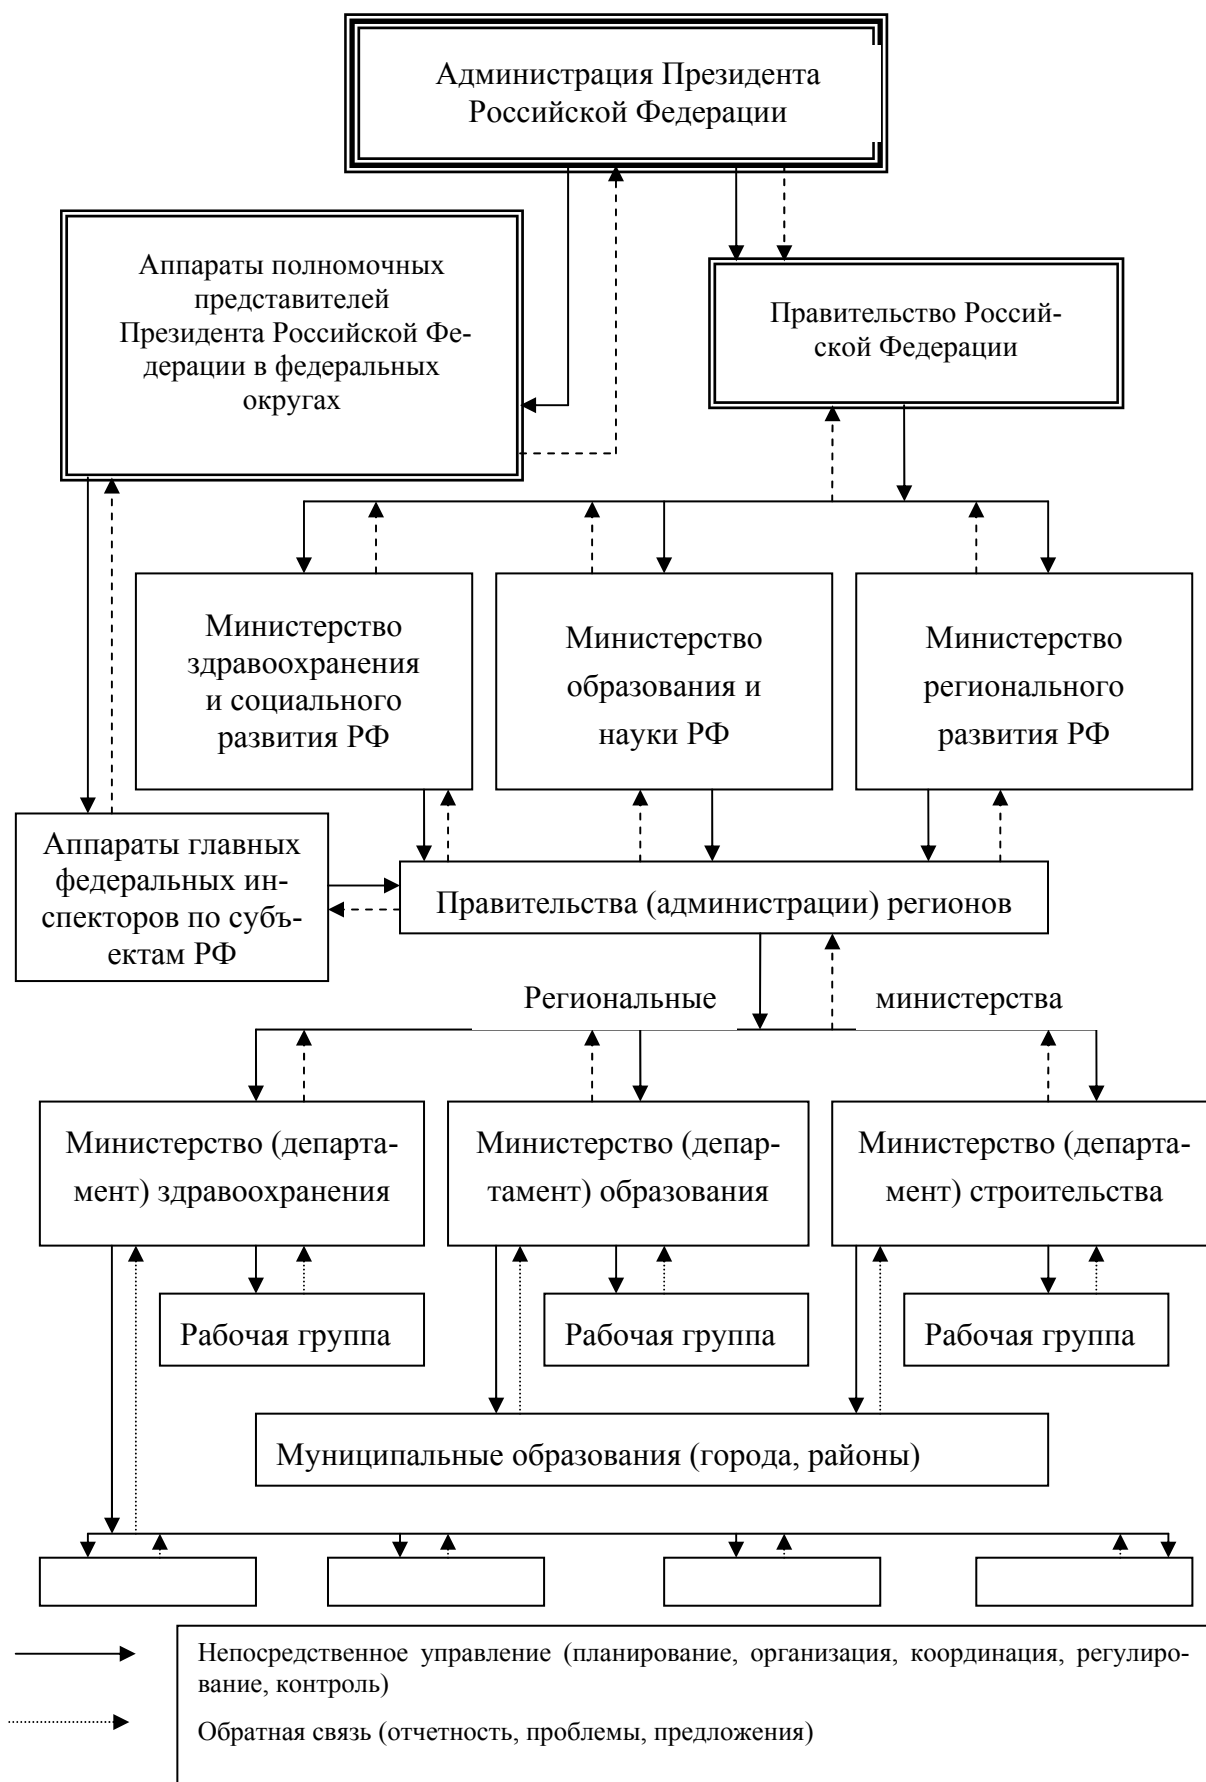 Администрация Президента
Российской Федерации
Аппараты полномочных
представителей
Президента Российской Фе-
дерации в федеральных
округах
Правительство Россий-
ской Федерации
Министерство
здравоохранения
и социального
развития РФ
Министерство
образования и
науки РФ
Министерство
регионального
развития РФ
Аппараты главных
федеральных ин-
спекторов по субъ-
ектам РФ
Правительства (администрации) регионов
Региональные министерства
Министерство (департа-
мент) здравоохранения
Министерство (депар-
тамент) образования
Министерство (департа-
мент) строительства
Рабочая группа
Рабочая группа
Рабочая группа
Муниципальные образования (города, районы)
Непосредственное управление (планирование, организация, координация, регулиро-
вание, контроль)
Обратная связь (отчетность, проблемы, предложения)